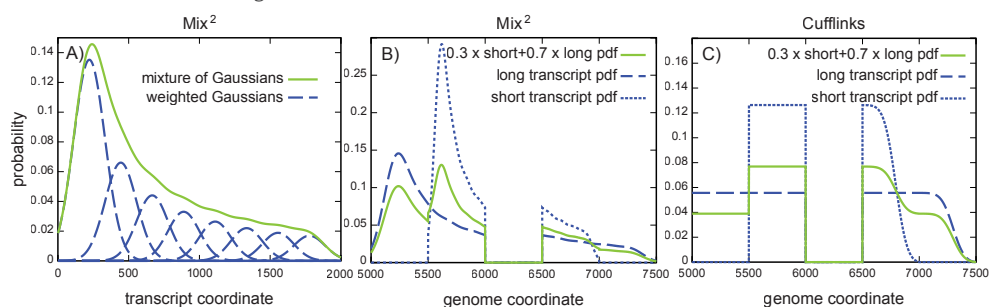 Mix²
A)
mixture of Gaussians
weighted Gaussians
probability
0.14
0.12
0.1
0.08
0.06
0.04
0.02
0
0
500
1000
1500
2000
transcript coordinate
Mix²
B)
0.3 x short+0.7 x long pdf
long transcript pdf
short transcript pdf
0.25
0.20
0.15
0.1
0.05
0
5000
5500
6000
6500
7000
7500
genome coordinate
Cufflinks
C)
0.3 x short+0.7 x long pdf
long transcript pdf
short transcript pdf
0.16
0.14
0.12
0.1
0.08
0.06
0.04
0.02
0
5000
5500
6000
6500
7000
7500
genome coordinate